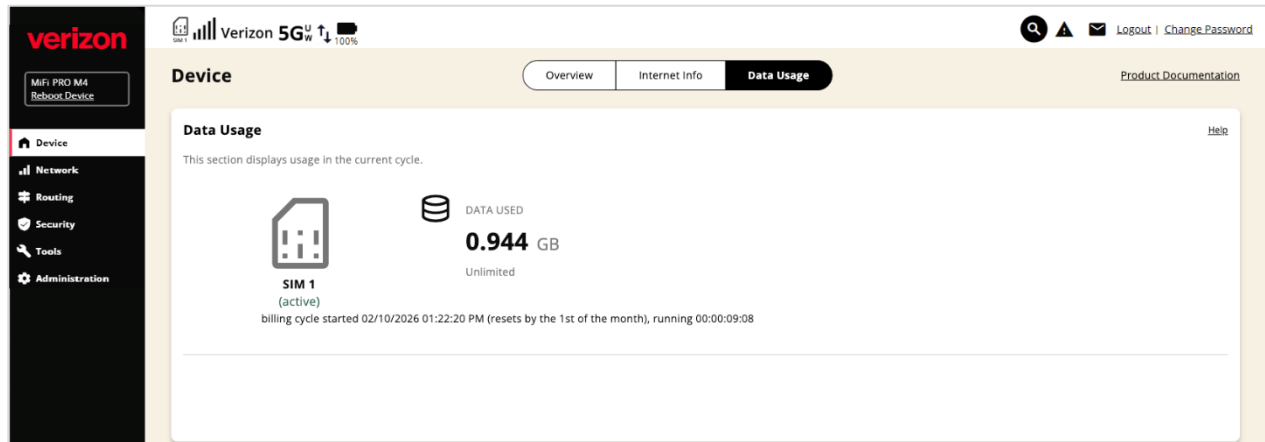 verizon
SIM 1 Verizon 5G UW 100%
Logout | Change Password
MiFi PRO M4
Reboot Device
Device
Overview Internet Info Data Usage
Product Documentation
Device
Network
Routing
Security
Tools
Administration
Data Usage
Help
This section displays usage in the current cycle.
DATA USED
0.944 GB
Unlimited
SIM 1
(active)
billing cycle started 02/10/2026 01:22:20 PM (resets by the 1st of the month), running 00:00:09:08